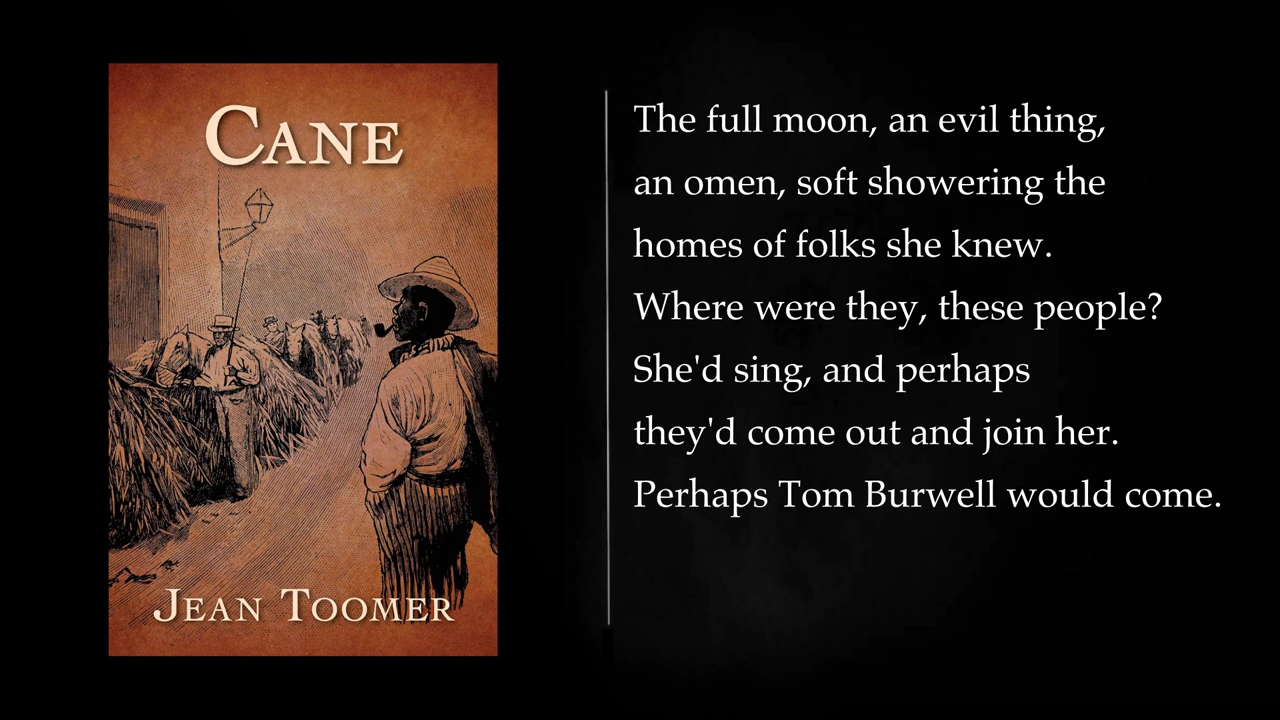 CANE
JEAN TOOMER
The full moon, an evil thing,
an omen, soft showering the
homes of folks she knew.
Where were they, these people?
She'd sing, and perhaps
they'd come out and join her.
Perhaps Tom Burwell would come.